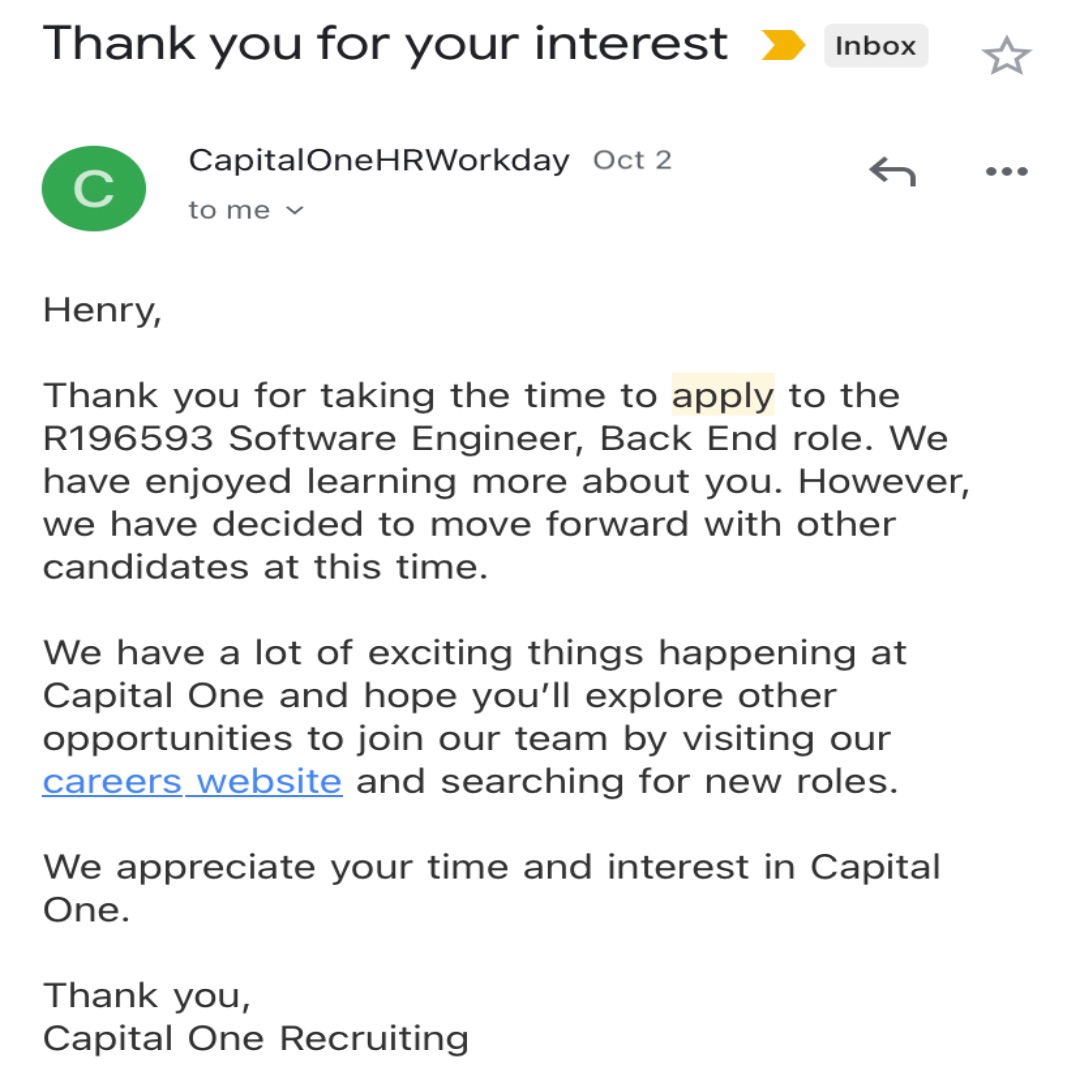 Thank you for your interest Inbox
C
CapitalOneHRWorkday Oct 2
to me
Henry,
Thank you for taking the time to apply to the
R196593 Software Engineer, Back End role. We
have enjoyed learning more about you. However,
we have decided to move forward with other
candidates at this time.
We have a lot of exciting things happening at
Capital One and hope you’ll explore other
opportunities to join our team by visiting our
careers website and searching for new roles.
We appreciate your time and interest in Capital
One.
Thank you,
Capital One Recruiting